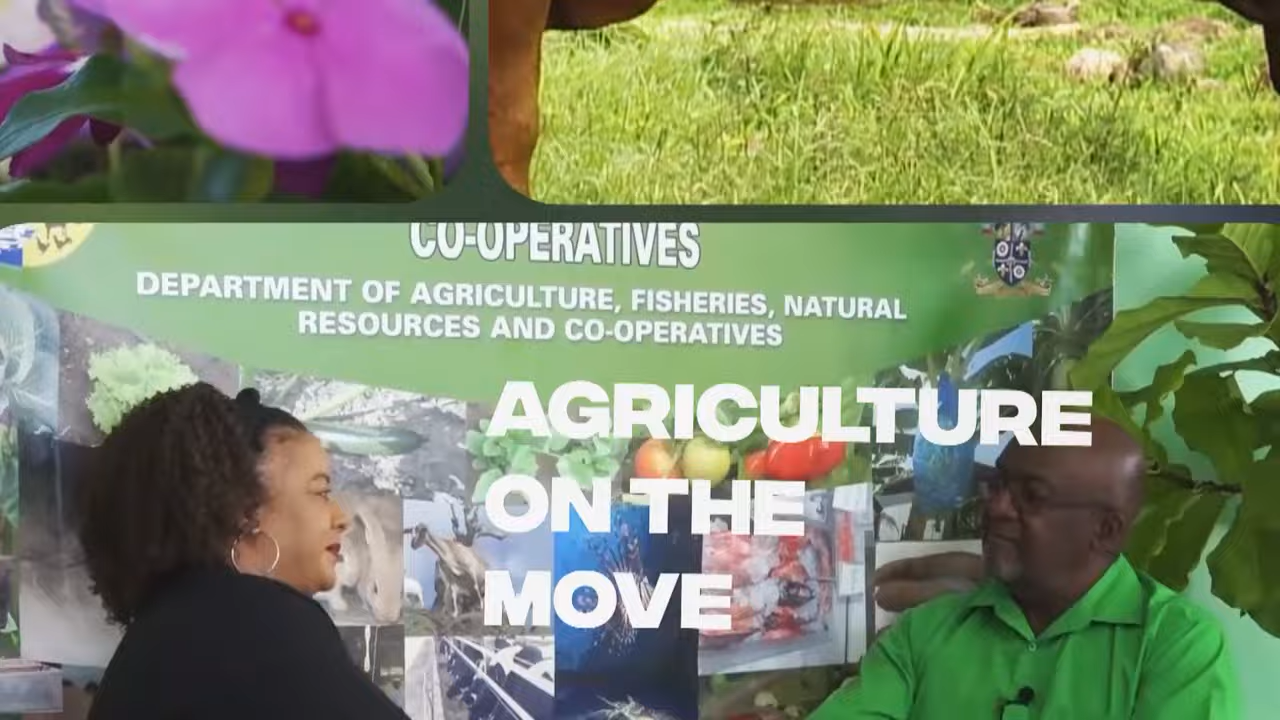 CO-OPERATIVES
DEPARTMENT OF AGRICULTURE, FISHERIES, NATURAL
RESOURCES AND CO-OPERATIVES
AGRICULTURE
ON THE
MOVE